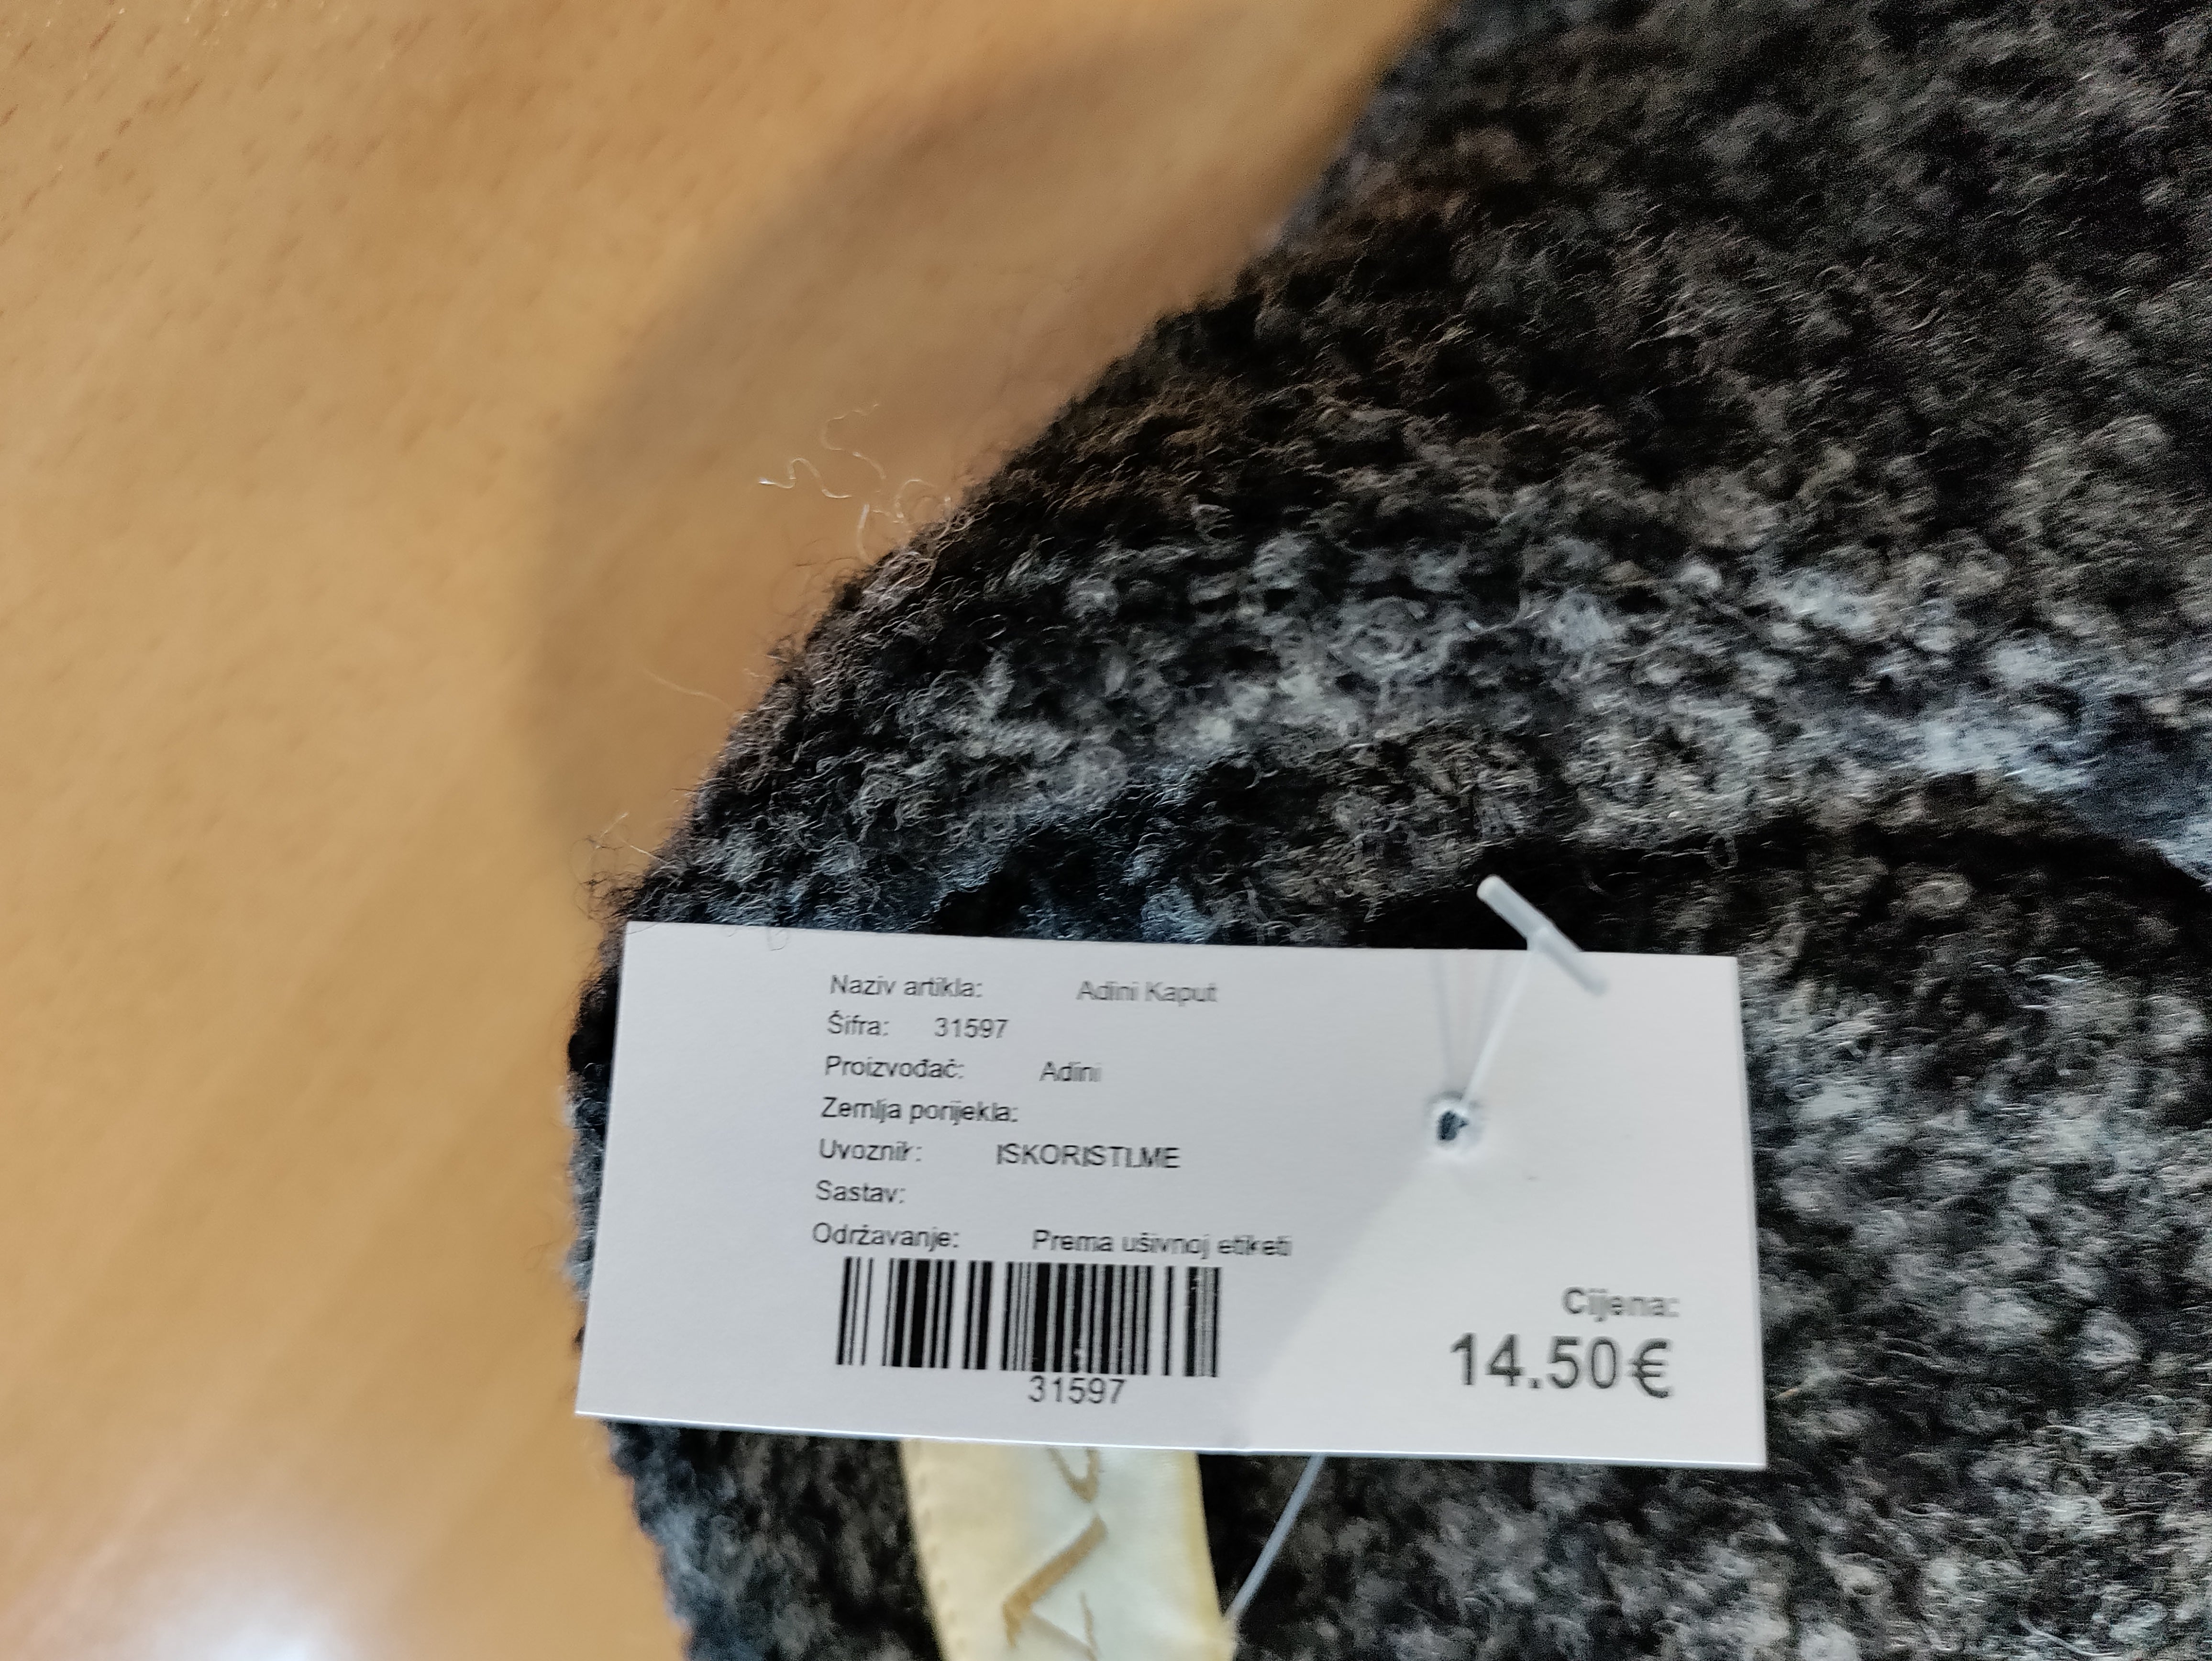 Naziv artikla: Adini Kaput
Šifra: 31597
Proizvođač: Adini
Zemlja porijekla:
Uvoznik: ISKORISTI.ME
Sastav:
Održavanje: Prema ušivnoj etiketi
31597
Cijena:
14.50€